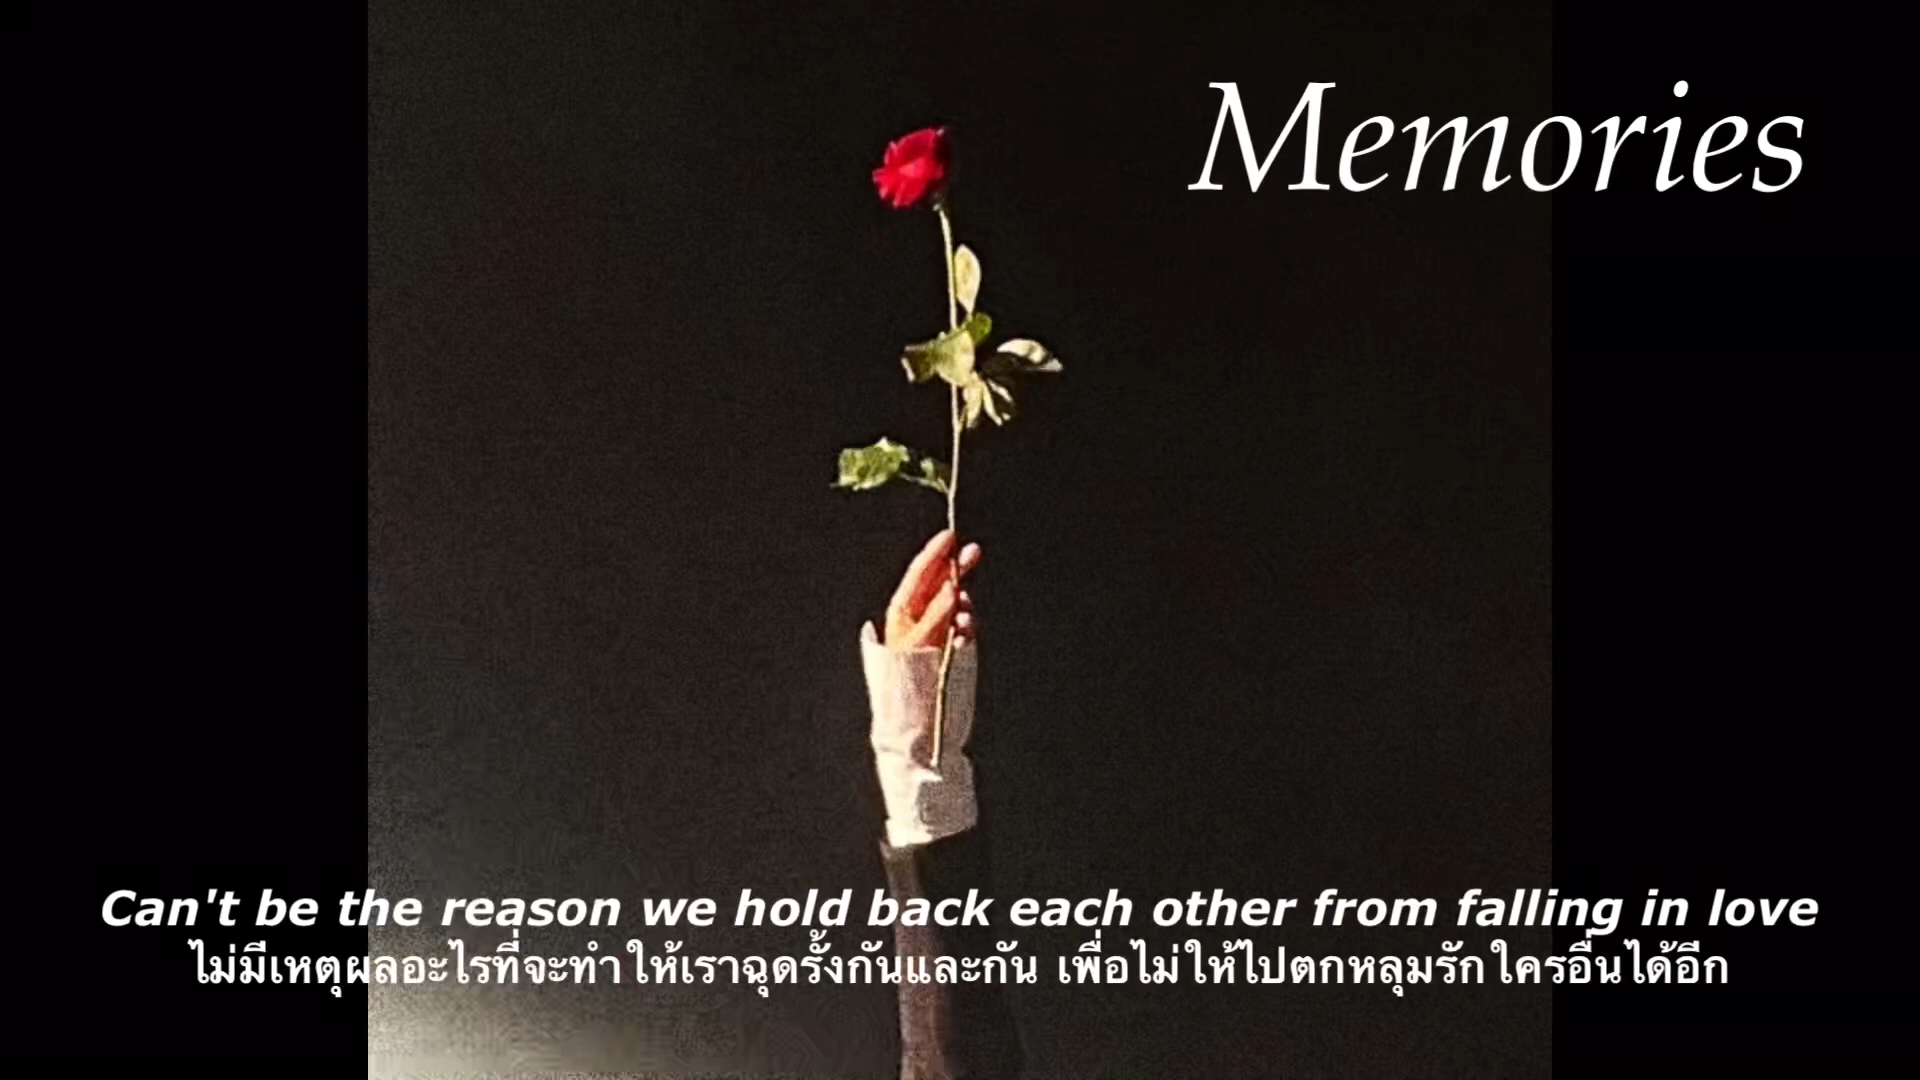 Memories
Can't be the reason we hold back each other from falling in love
ไม่มีเหตุผลอะไรที่จะทำให้เราฉุดรั้งกันและกัน เพื่อไม่ให้ไปตกหลุมรักใครอื่นได้อีก